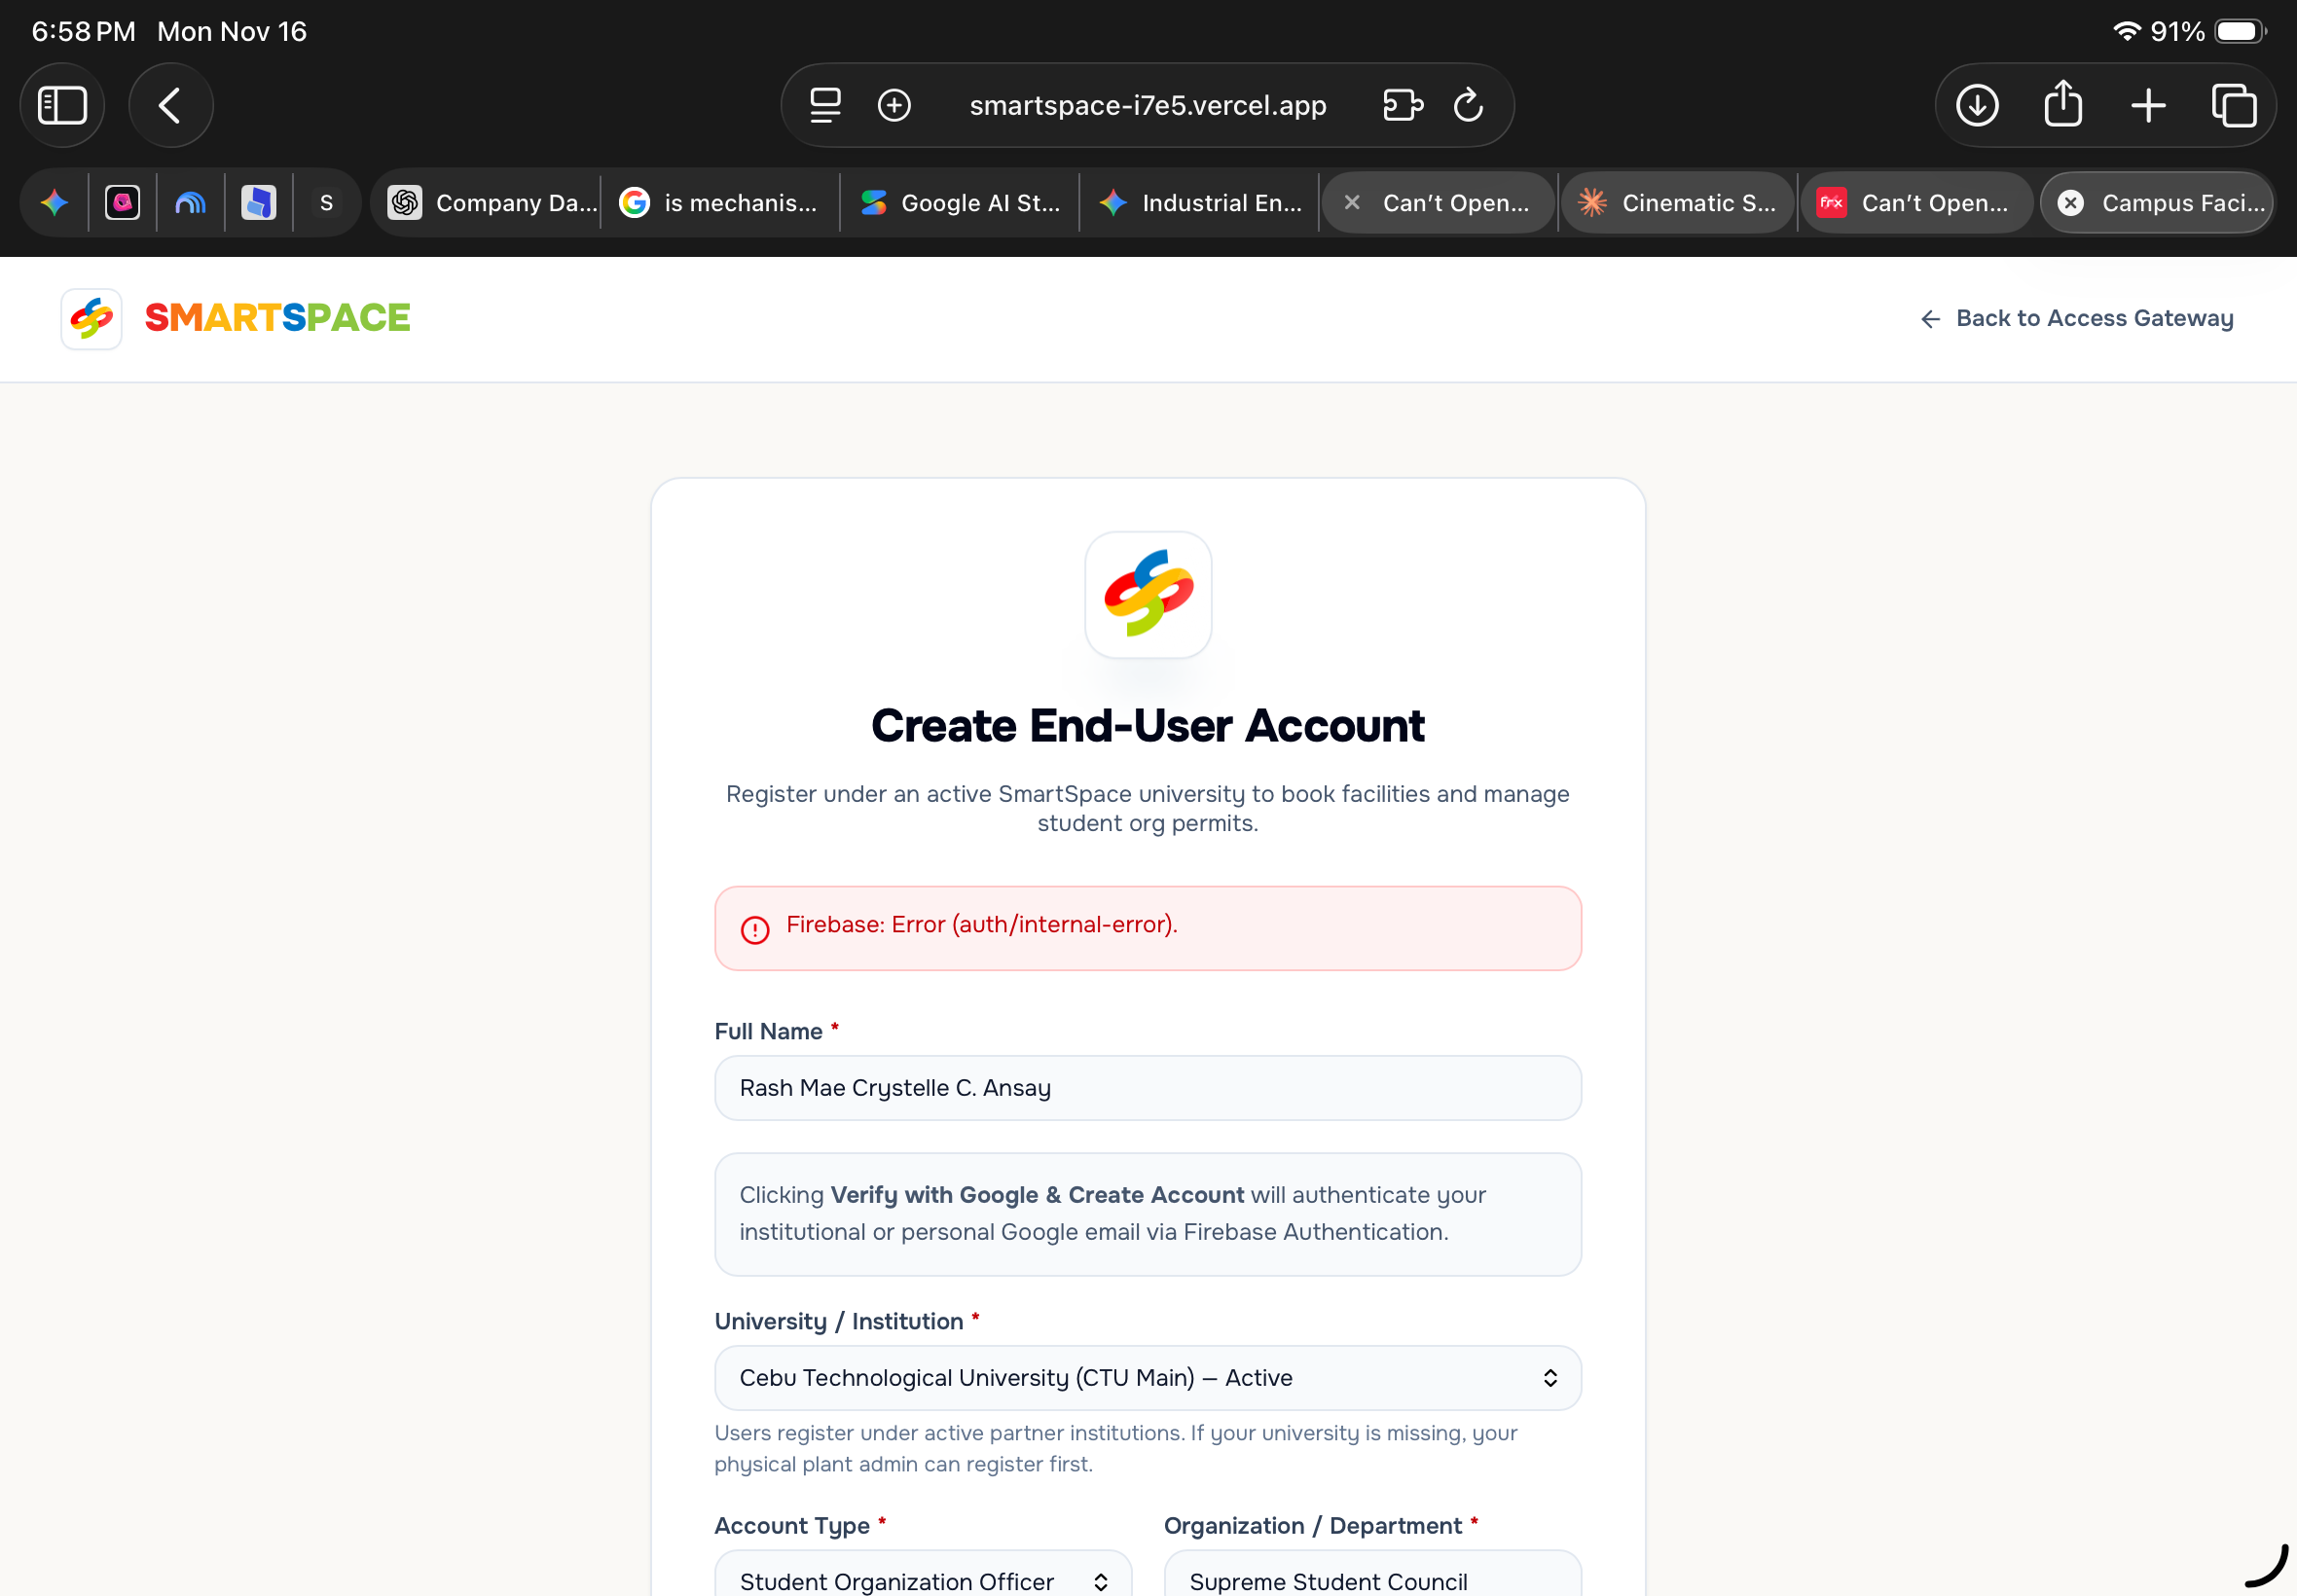 6:58 PM Mon Nov 16
91%
smartspace-i7e5.vercel.app
S
Company Da...
is mechanis...
Google AI St...
Industrial En...
Can't Open...
Cinematic S...
frx
Can't Open...
Campus Faci...
SMARTSPACE
Back to Access Gateway
Create End-User Account
Register under an active SmartSpace university to book facilities and manage
student org permits.
Firebase: Error (auth/internal-error).
Full Name *
Rash Mae Crystelle C. Ansay
Clicking Verify with Google & Create Account will authenticate your
institutional or personal Google email via Firebase Authentication.
University / Institution *
Cebu Technological University (CTU Main) — Active
Users register under active partner institutions. If your university is missing, your
physical plant admin can register first.
Account Type *
Organization / Department *
Student Organization Officer
Supreme Student Council